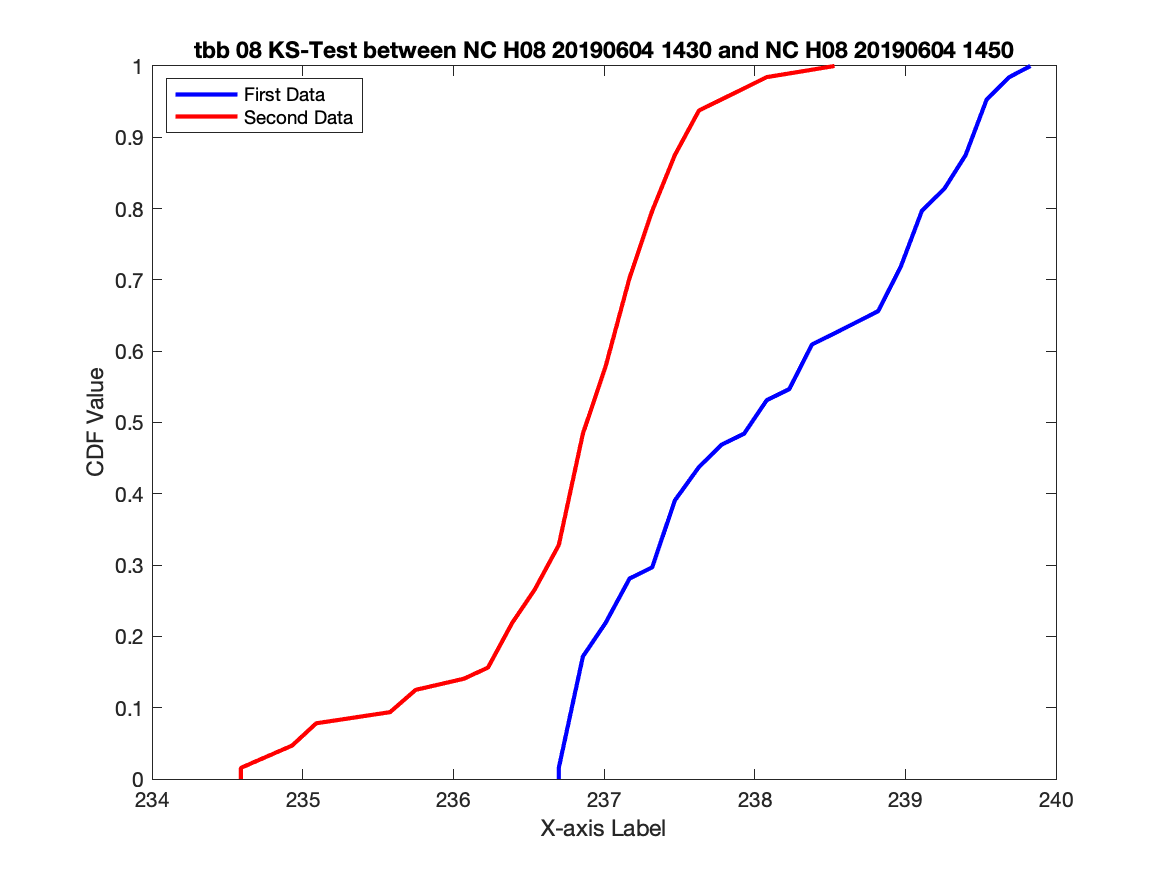 tbb 08 KS-Test between NC H08 20190604 1430 and NC H08 20190604 1450
First Data
Second Data
1
0.9
0.8
0.7
0.6
0.5
0.4
0.3
0.2
0.1
0
CDF Value
234 235 236 237 238 239 240
X-axis Label